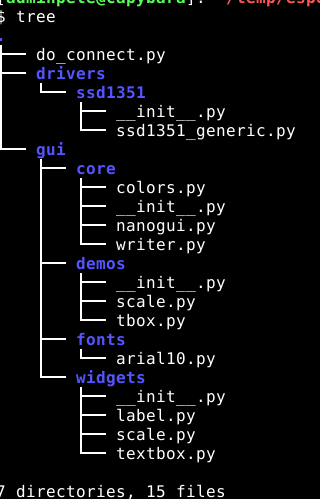 $ tree
.
├── do_connect.py
├── drivers
│   └── ssd1351
│       ├── __init__.py
│       └── ssd1351_generic.py
└── gui
    ├── core
    │   ├── colors.py
    │   ├── __init__.py
    │   ├── nanogui.py
    │   └── writer.py
    ├── demos
    │   ├── __init__.py
    │   ├── scale.py
    │   └── tbox.py
    ├── fonts
    │   └── arial10.py
    └── widgets
        ├── __init__.py
        ├── label.py
        ├── scale.py
        └── textbox.py
7 directories, 15 files